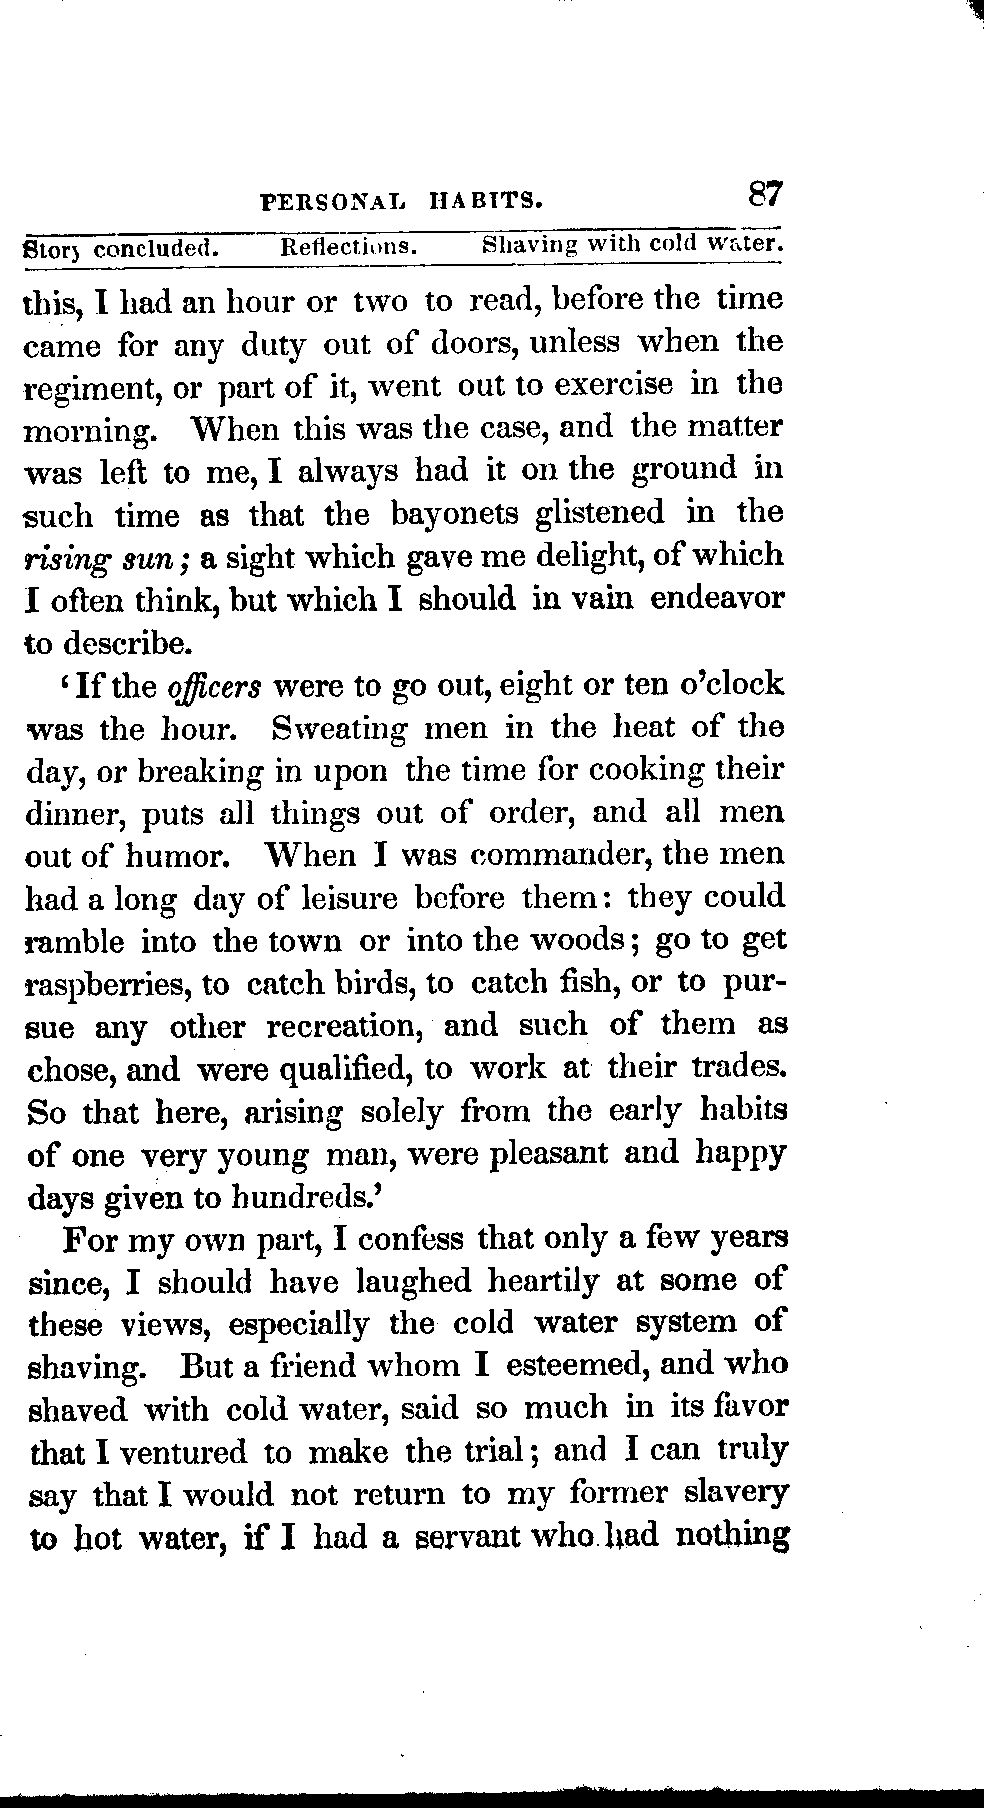 PERSONAL HABITS. 87
Story concluded. Reflections. Shaving with cold water.
this, I had an hour or two to read, before the time
came for any duty out of doors, unless when the
regiment, or part of it, went out to exercise in the
morning. When this was the case, and the matter
was left to me, I always had it on the ground in
such time as that the bayonets glistened in the
rising sun; a sight which gave me delight, of which
I often think, but which I should in vain endeavor
to describe.
‘If the officers were to go out, eight or ten o’clock
was the hour. Sweating men in the heat of the
day, or breaking in upon the time for cooking their
dinner, puts all things out of order, and all men
out of humor. When I was commander, the men
had a long day of leisure before them: they could
ramble into the town or into the woods; go to get
raspberries, to catch birds, to catch fish, or to pur-
sue any other recreation, and such of them as
chose, and were qualified, to work at their trades.
So that here, arising solely from the early habits
of one very young man, were pleasant and happy
days given to hundreds.’
For my own part, I confess that only a few years
since, I should have laughed heartily at some of
these views, especially the cold water system of
shaving. But a friend whom I esteemed, and who
shaved with cold water, said so much in its favor
that I ventured to make the trial; and I can truly
say that I would not return to my former slavery
to hot water, if I had a servant who had nothing